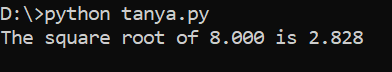 D:\>python tanya.py
The square root of 8.000 is 2.828